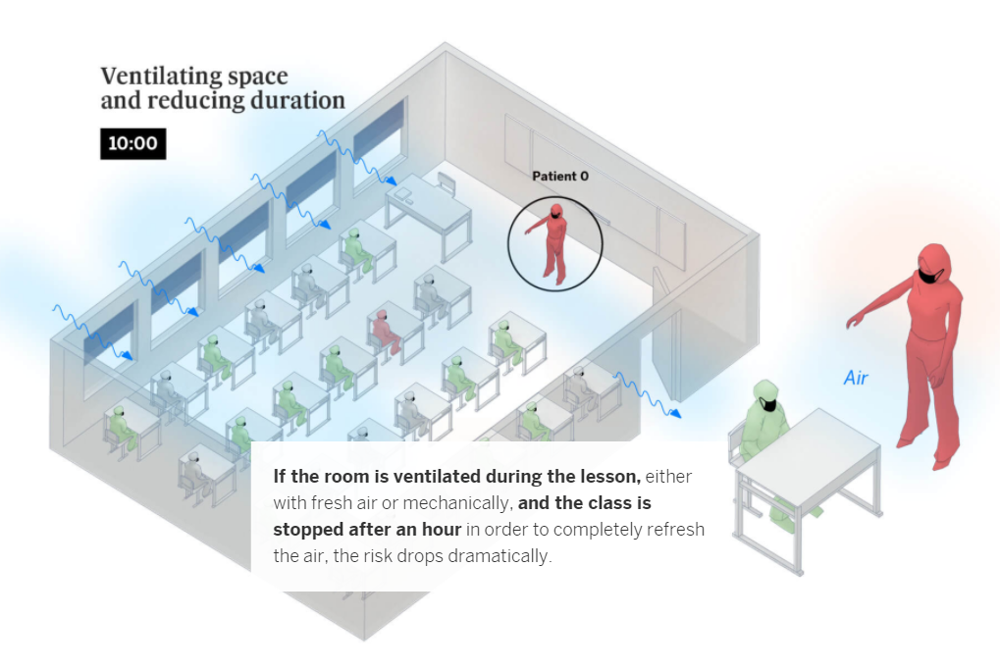 Ventilating space
and reducing duration
10:00
Patient 0
Air
If the room is ventilated during the lesson, either
with fresh air or mechanically, and the class is
stopped after an hour in order to completely refresh
the air, the risk drops dramatically.